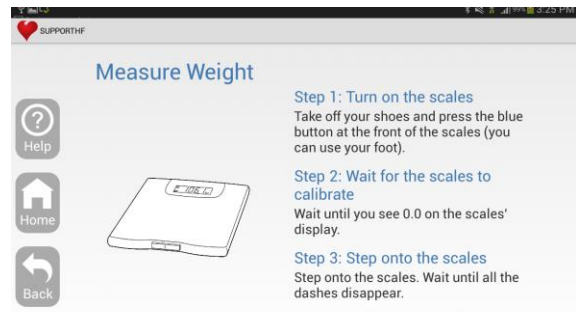 99% 3:25 PM
SUPPORTHF
Measure Weight
Step 1: Turn on the scales
Take off your shoes and press the blue
button at the front of the scales (you
can use your foot).
Help
Step 2: Wait for the scales to
calibrate
Wait until you see 0.0 on the scales'
display.
Home
Step 3: Step onto the scales
Step onto the scales. Wait until all the
dashes disappear.
Back